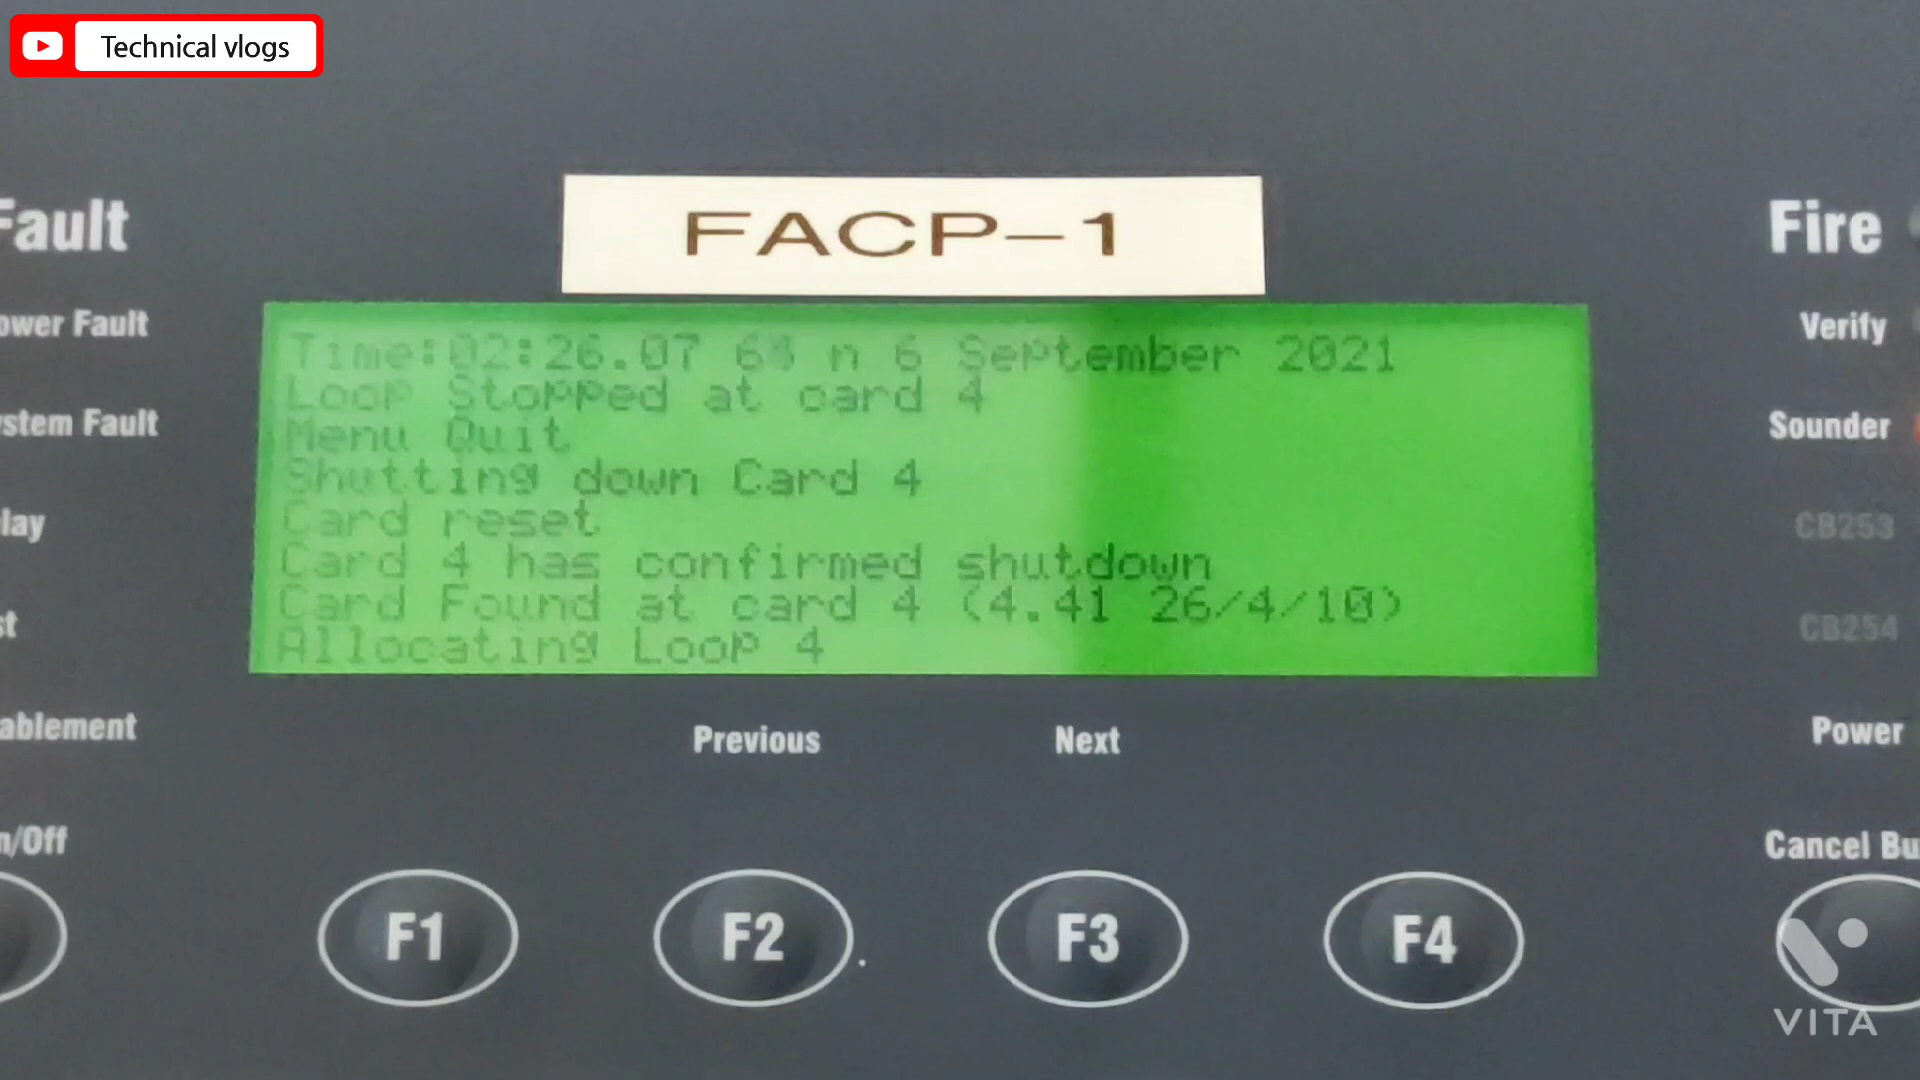 Technical vlogs
FACP-1
Fault
ower Fault
ystem Fault
lay
st
ablement
n/Off
Time:02:26.07 n 6 September 2021
Loop Stopped at card 4
Menu Quit
Shutting down Card 4
Card reset
Card 4 has confirmed shutdown
Card Found at card 4 (4.41 26/4/10)
Allocating Loop 4
Previous
Next
F1
F2
F3
F4
Fire
Verify
Sounder
CB253
CB254
Power
Cancel Bu
VITA